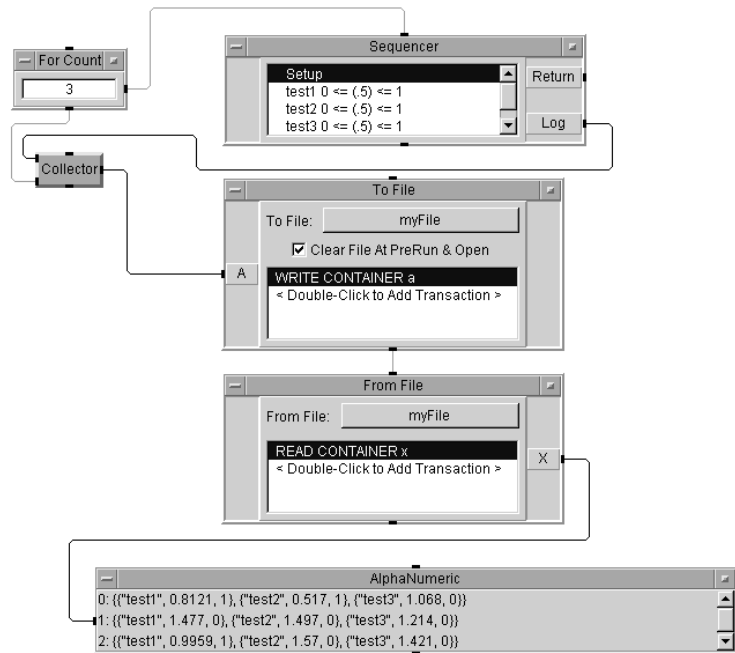 Sequencer
For Count
3
Setup
test1 0 <= (.5) <= 1
test2 0 <= (.5) <= 1
test3 0 <= (.5) <= 1
Return
Log
Collector
To File
To File: myFile
Clear File At PreRun & Open
A
WRITE CONTAINER a
< Double-Click to Add Transaction >
From File
From File: myFile
READ CONTAINER x
< Double-Click to Add Transaction >
X
AlphaNumeric
0: {{"test1", 0.8121, 1}, {"test2", 0.517, 1}, {"test3", 1.068, 0}}
1: {{"test1", 1.477, 0}, {"test2", 1.497, 0}, {"test3", 1.214, 0}}
2: {{"test1", 0.9959, 1}, {"test2", 1.57, 0}, {"test3", 1.421, 0}}